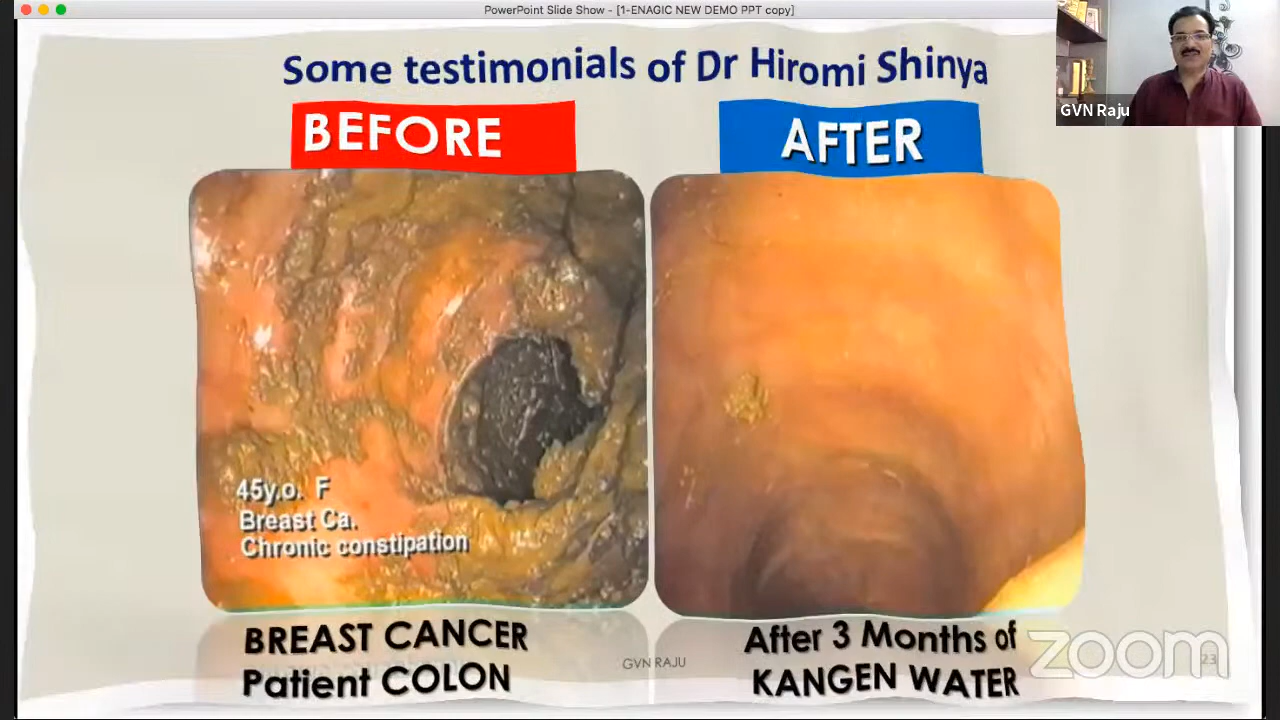 PowerPoint Slide Show - [1-ENAGIC NEW DEMO PPT copy]
GVN Raju
Some testimonials of Dr Hiromi Shinya
BEFORE
AFTER
45y.o. F
Breast Ca.
Chronic constipation
BREAST CANCER
Patient COLON
After 3 Months of
KANGEN WATER
GVN RAJU
zoom
23